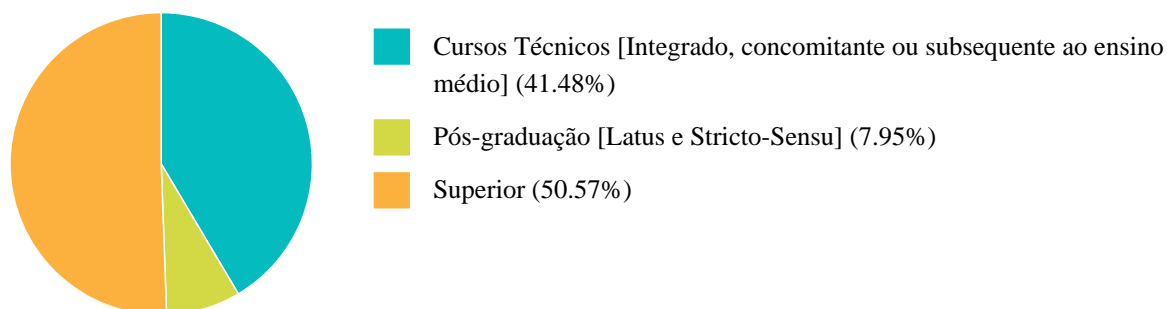 Cursos Técnicos [Integrado, concomitante ou subsequente ao ensino
médio] (41.48%)
Pós-graduação [Latus e Stricto-Sensu] (7.95%)
Superior (50.57%)